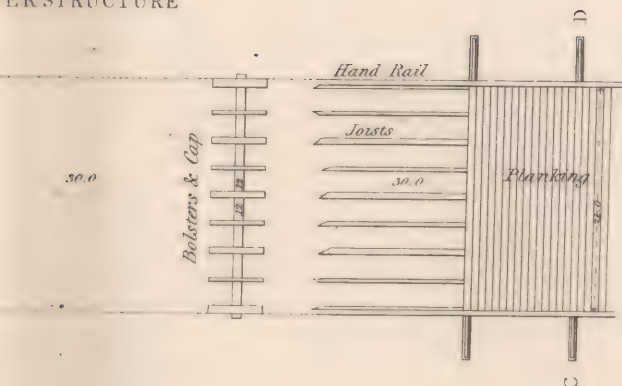 ERSTRUCTURE
D
Hand Rail
Joists
Bolsters & Cap
30.0
12
12
30.0
Planking
C